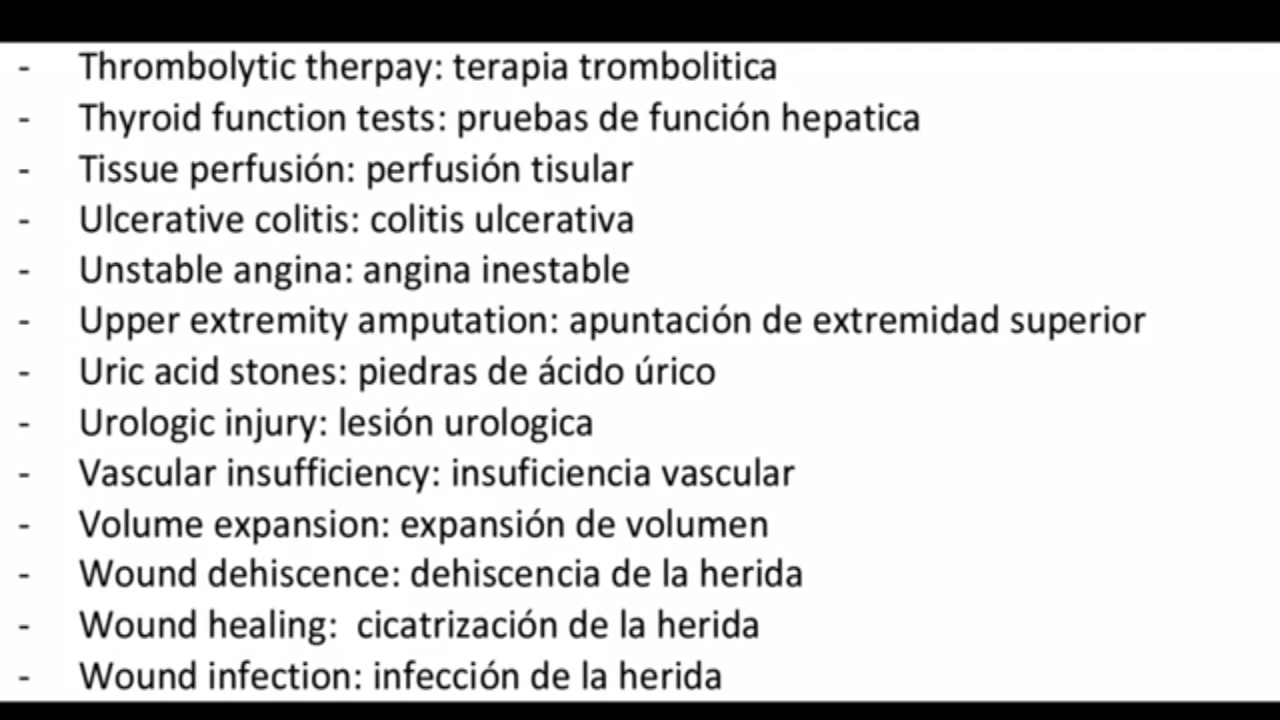 - Thrombolytic therpay: terapia trombolitica
- Thyroid function tests: pruebas de función hepatica
- Tissue perfusión: perfusión tisular
- Ulcerative colitis: colitis ulcerativa
- Unstable angina: angina inestable
- Upper extremity amputation: apuntación de extremidad superior
- Uric acid stones: piedras de ácido úrico
- Urologic injury: lesión urologica
- Vascular insufficiency: insuficiencia vascular
- Volume expansion: expansión de volumen
- Wound dehiscence: dehiscencia de la herida
- Wound healing:  cicatrización de la herida
- Wound infection: infección de la herida